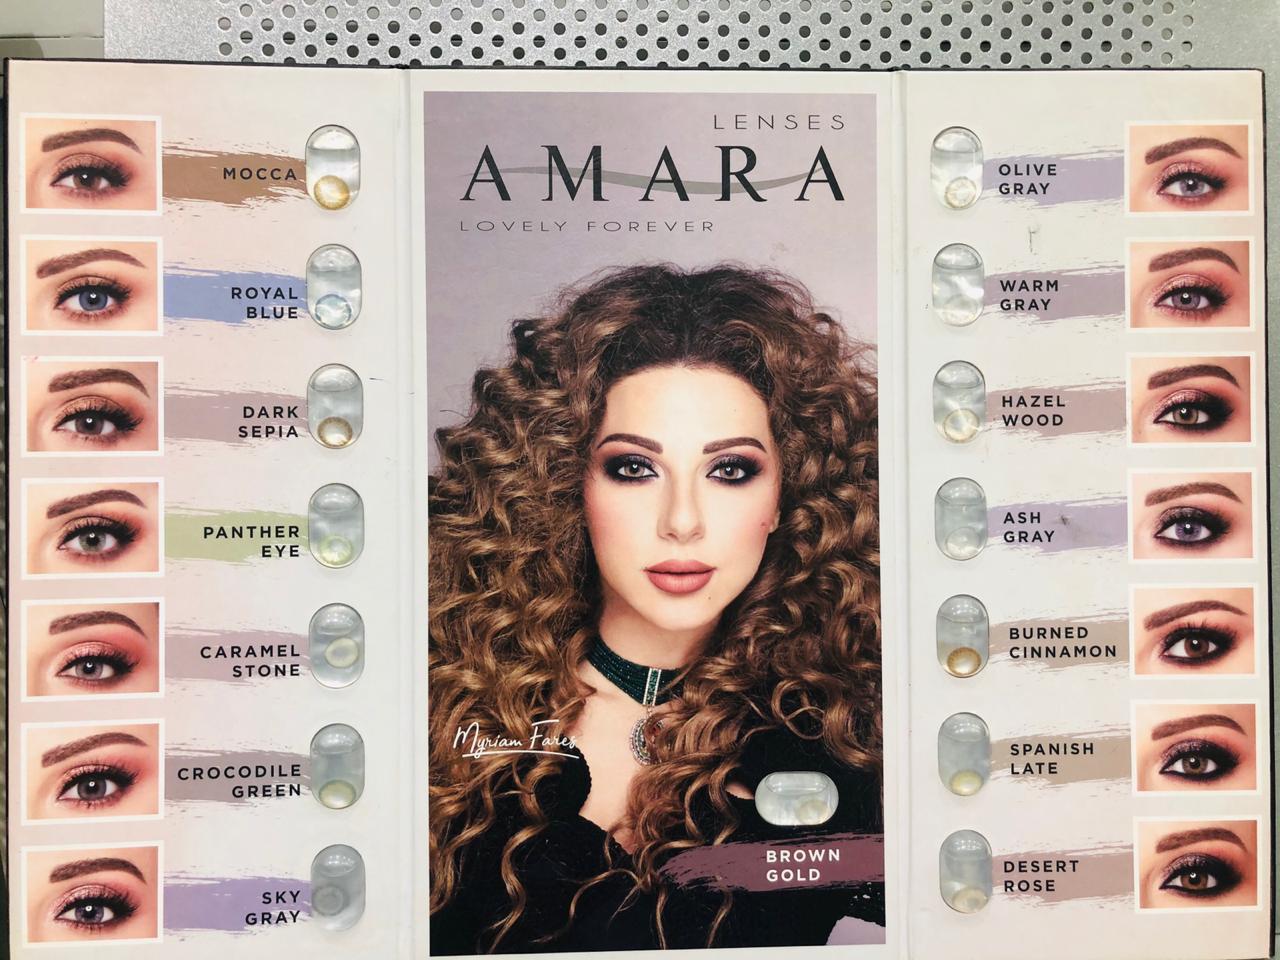 MOCCA
ROYAL
BLUE
DARK
SEPIA
PANTHER
EYE
CARAMEL
STONE
CROCODILE
GREEN
SKY
GRAY
LENSES
AMARA
LOVELY FOREVER
Myriam Fares
BROWN
GOLD
OLIVE
GRAY
WARM
GRAY
HAZEL
WOOD
ASH
GRAY
BURNED
CINNAMON
SPANISH
LATE
DESERT
ROSE